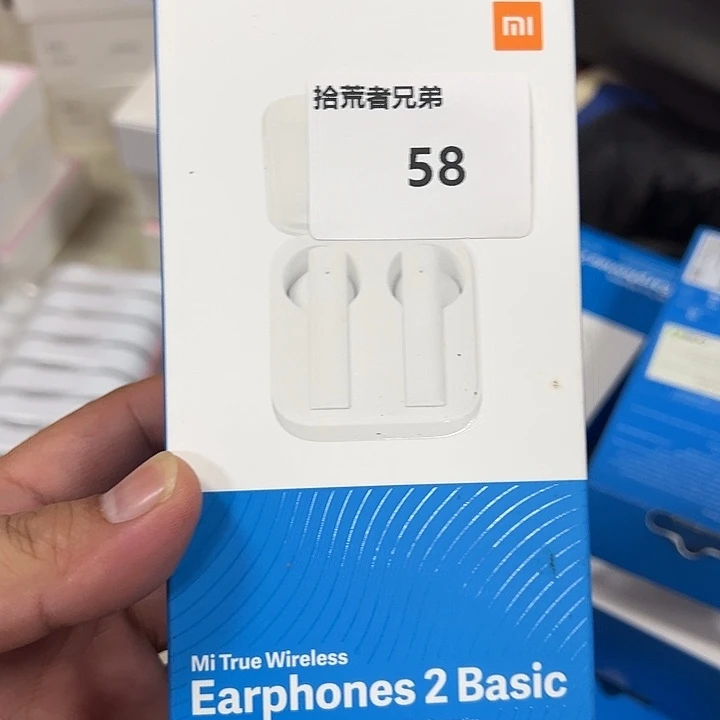 mi
拾荒者兄弟
58
Mi True Wireless
Earphones 2 Basic